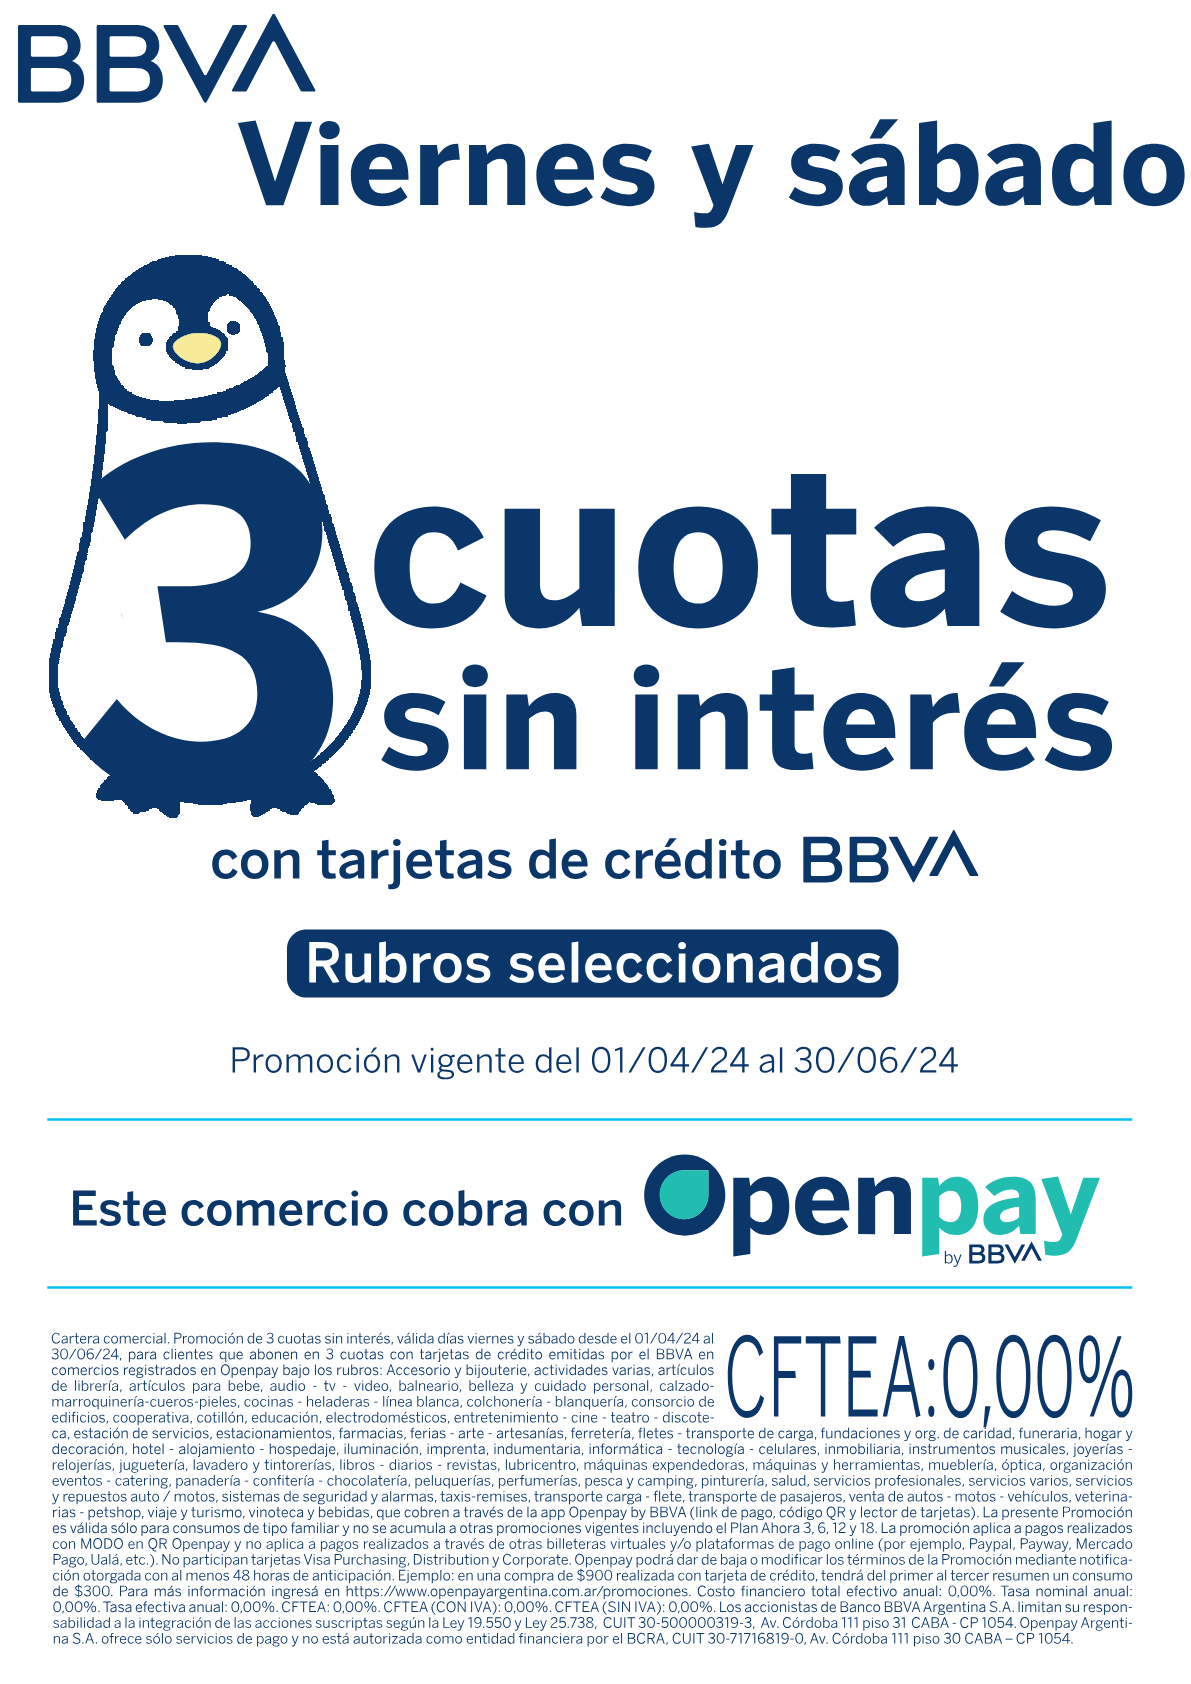 BBVA
Viernes y sábado
3 cuotas
sin interés
con tarjetas de crédito BBVA
Rubros seleccionados
Promoción vigente del 01/04/24 al 30/06/24
Este comercio cobra con Openpay
by BBVA
Cartera comercial. Promoción de 3 cuotas sin interés, válida días viernes y sábado desde el 01/04/24 al
30/06/24, para clientes que abonen en 3 cuotas con tarjetas de crédito emitidas por el BBVA en
comercios registrados en Openpay bajo los rubros: Accesorio y bijouterie, actividades varias, artículos
de librería, artículos para bebe, audio - tv - video, balneario, belleza y cuidado personal, calzado-
marroquinería-cueros-pieles, cocinas - heladeras - línea blanca, colchonería - blanquería, consorcio de
edificios, cooperativa, cotillón, educación, electrodomésticos, entretenimiento - cine - teatro - discote-
CFTEA:0,00%
ca, estación de servicios, estacionamientos, farmacias, ferias - arte - artesanías, ferretería, fletes - transporte de carga, fundaciones y org. de caridad, funeraria, hogar y
decoración, hotel - alojamiento - hospedaje, iluminación, imprenta, indumentaria, informática - tecnología - celulares, inmobiliaria, instrumentos musicales, joyerías -
relojerías, juguetería, lavadero y tintorerías, libros - diarios - revistas, lubricentro, máquinas expendedoras, máquinas y herramientas, mueblería, óptica, organización
eventos - catering, panadería - confitería - chocolatería, peluquerías, perfumerías, pesca y camping, pinturería, salud, servicios profesionales, servicios varios, servicios
y repuestos auto / motos, sistemas de seguridad y alarmas, taxis-remises, transporte carga - flete, transporte de pasajeros, venta de autos - motos - vehículos, veterina-
rias - petshop, viaje y turismo, vinoteca y bebidas, que cobren a través de la app Openpay by BBVA (link de pago, código QR y lector de tarjetas). La presente Promoción
es válida sólo para consumos de tipo familiar y no se acumula a otras promociones vigentes incluyendo el Plan Ahora 3, 6, 12 y 18. La promoción aplica a pagos realizados
con MODO en QR Openpay y no aplica a pagos realizados a través de otras billeteras virtuales y/o plataformas de pago online (por ejemplo, Paypal, Payway, Mercado
Pago, Ualá, etc.). No participan tarjetas Visa Purchasing, Distribution y Corporate. Openpay podrá dar de baja o modificar los términos de la Promoción mediante notifica-
ción otorgada con al menos 48 horas de anticipación. Ejemplo: en una compra de $900 realizada con tarjeta de crédito, tendrá del primer al tercer resumen un consumo
de $300. Para más información ingresá en https://www.openpayargentina.com.ar/promociones. Costo financiero total efectivo anual: 0,00%. Tasa nominal anual:
0,00%. Tasa efectiva anual: 0,00%. CFTEA: 0,00%. CFTEA (CON IVA): 0,00%. CFTEA (SIN IVA): 0,00%. Los accionistas de Banco BBVA Argentina S.A. limitan su respon-
sabilidad a la integración de las acciones suscriptas según la Ley 19.550 y Ley 25.738, CUIT 30-500000319-3, Av. Córdoba 111 piso 31 CABA - CP 1054. Openpay Argenti-
na S.A. ofrece sólo servicios de pago y no está autorizada como entidad financiera por el BCRA, CUIT 30-71716819-0, Av. Córdoba 111 piso 30 CABA – CP 1054.